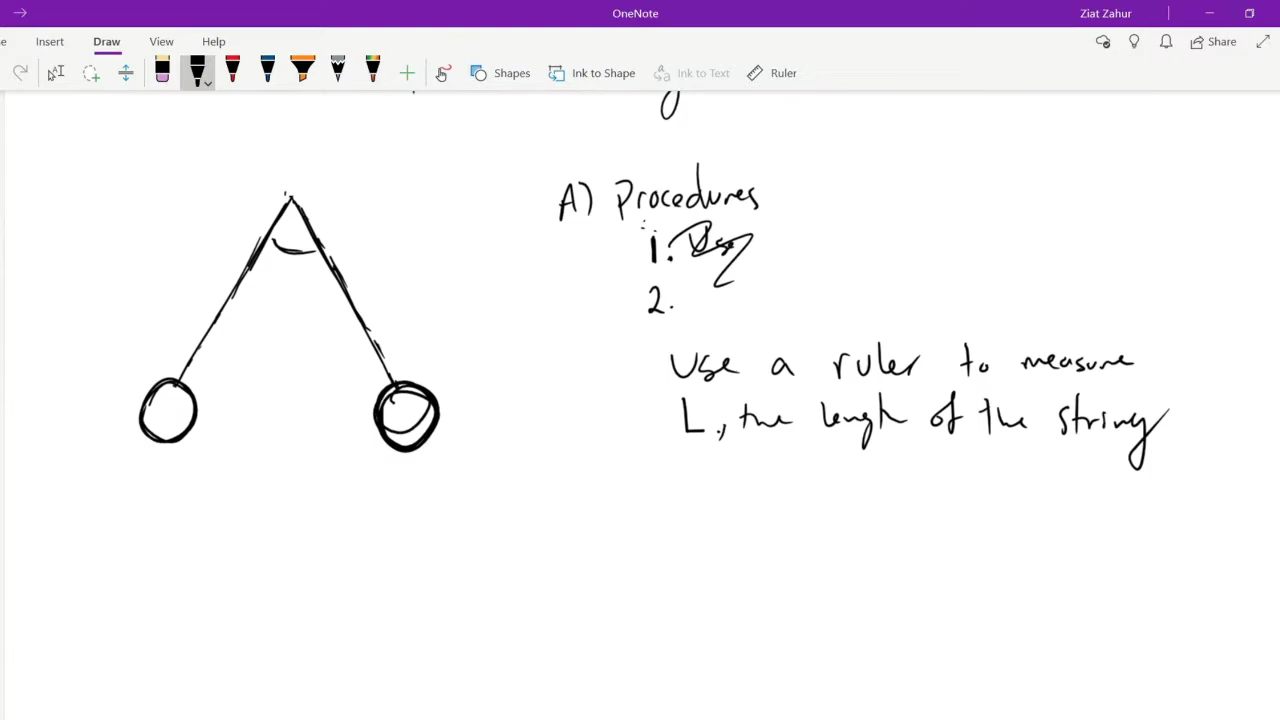 OneNote
Ziat Zahur
Insert Draw View Help
Share
Shapes Ink to Shape Ink to Text Ruler
A) Procedures
1.
2.
Use a ruler to measure
L, the length of the string